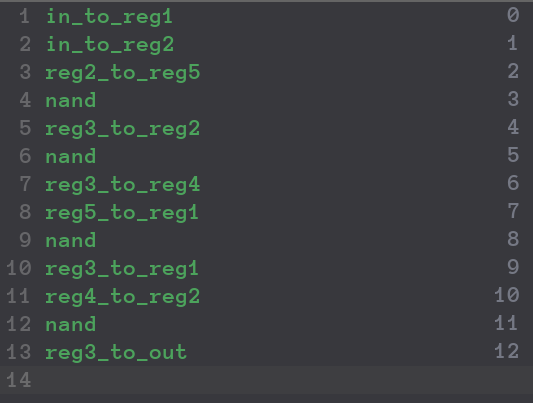 1 in_to_reg1 0
2 in_to_reg2 1
3 reg2_to_reg5 2
4 nand 3
5 reg3_to_reg2 4
6 nand 5
7 reg3_to_reg4 6
8 reg5_to_reg1 7
9 nand 8
10 reg3_to_reg1 9
11 reg4_to_reg2 10
12 nand 11
13 reg3_to_out 12
14